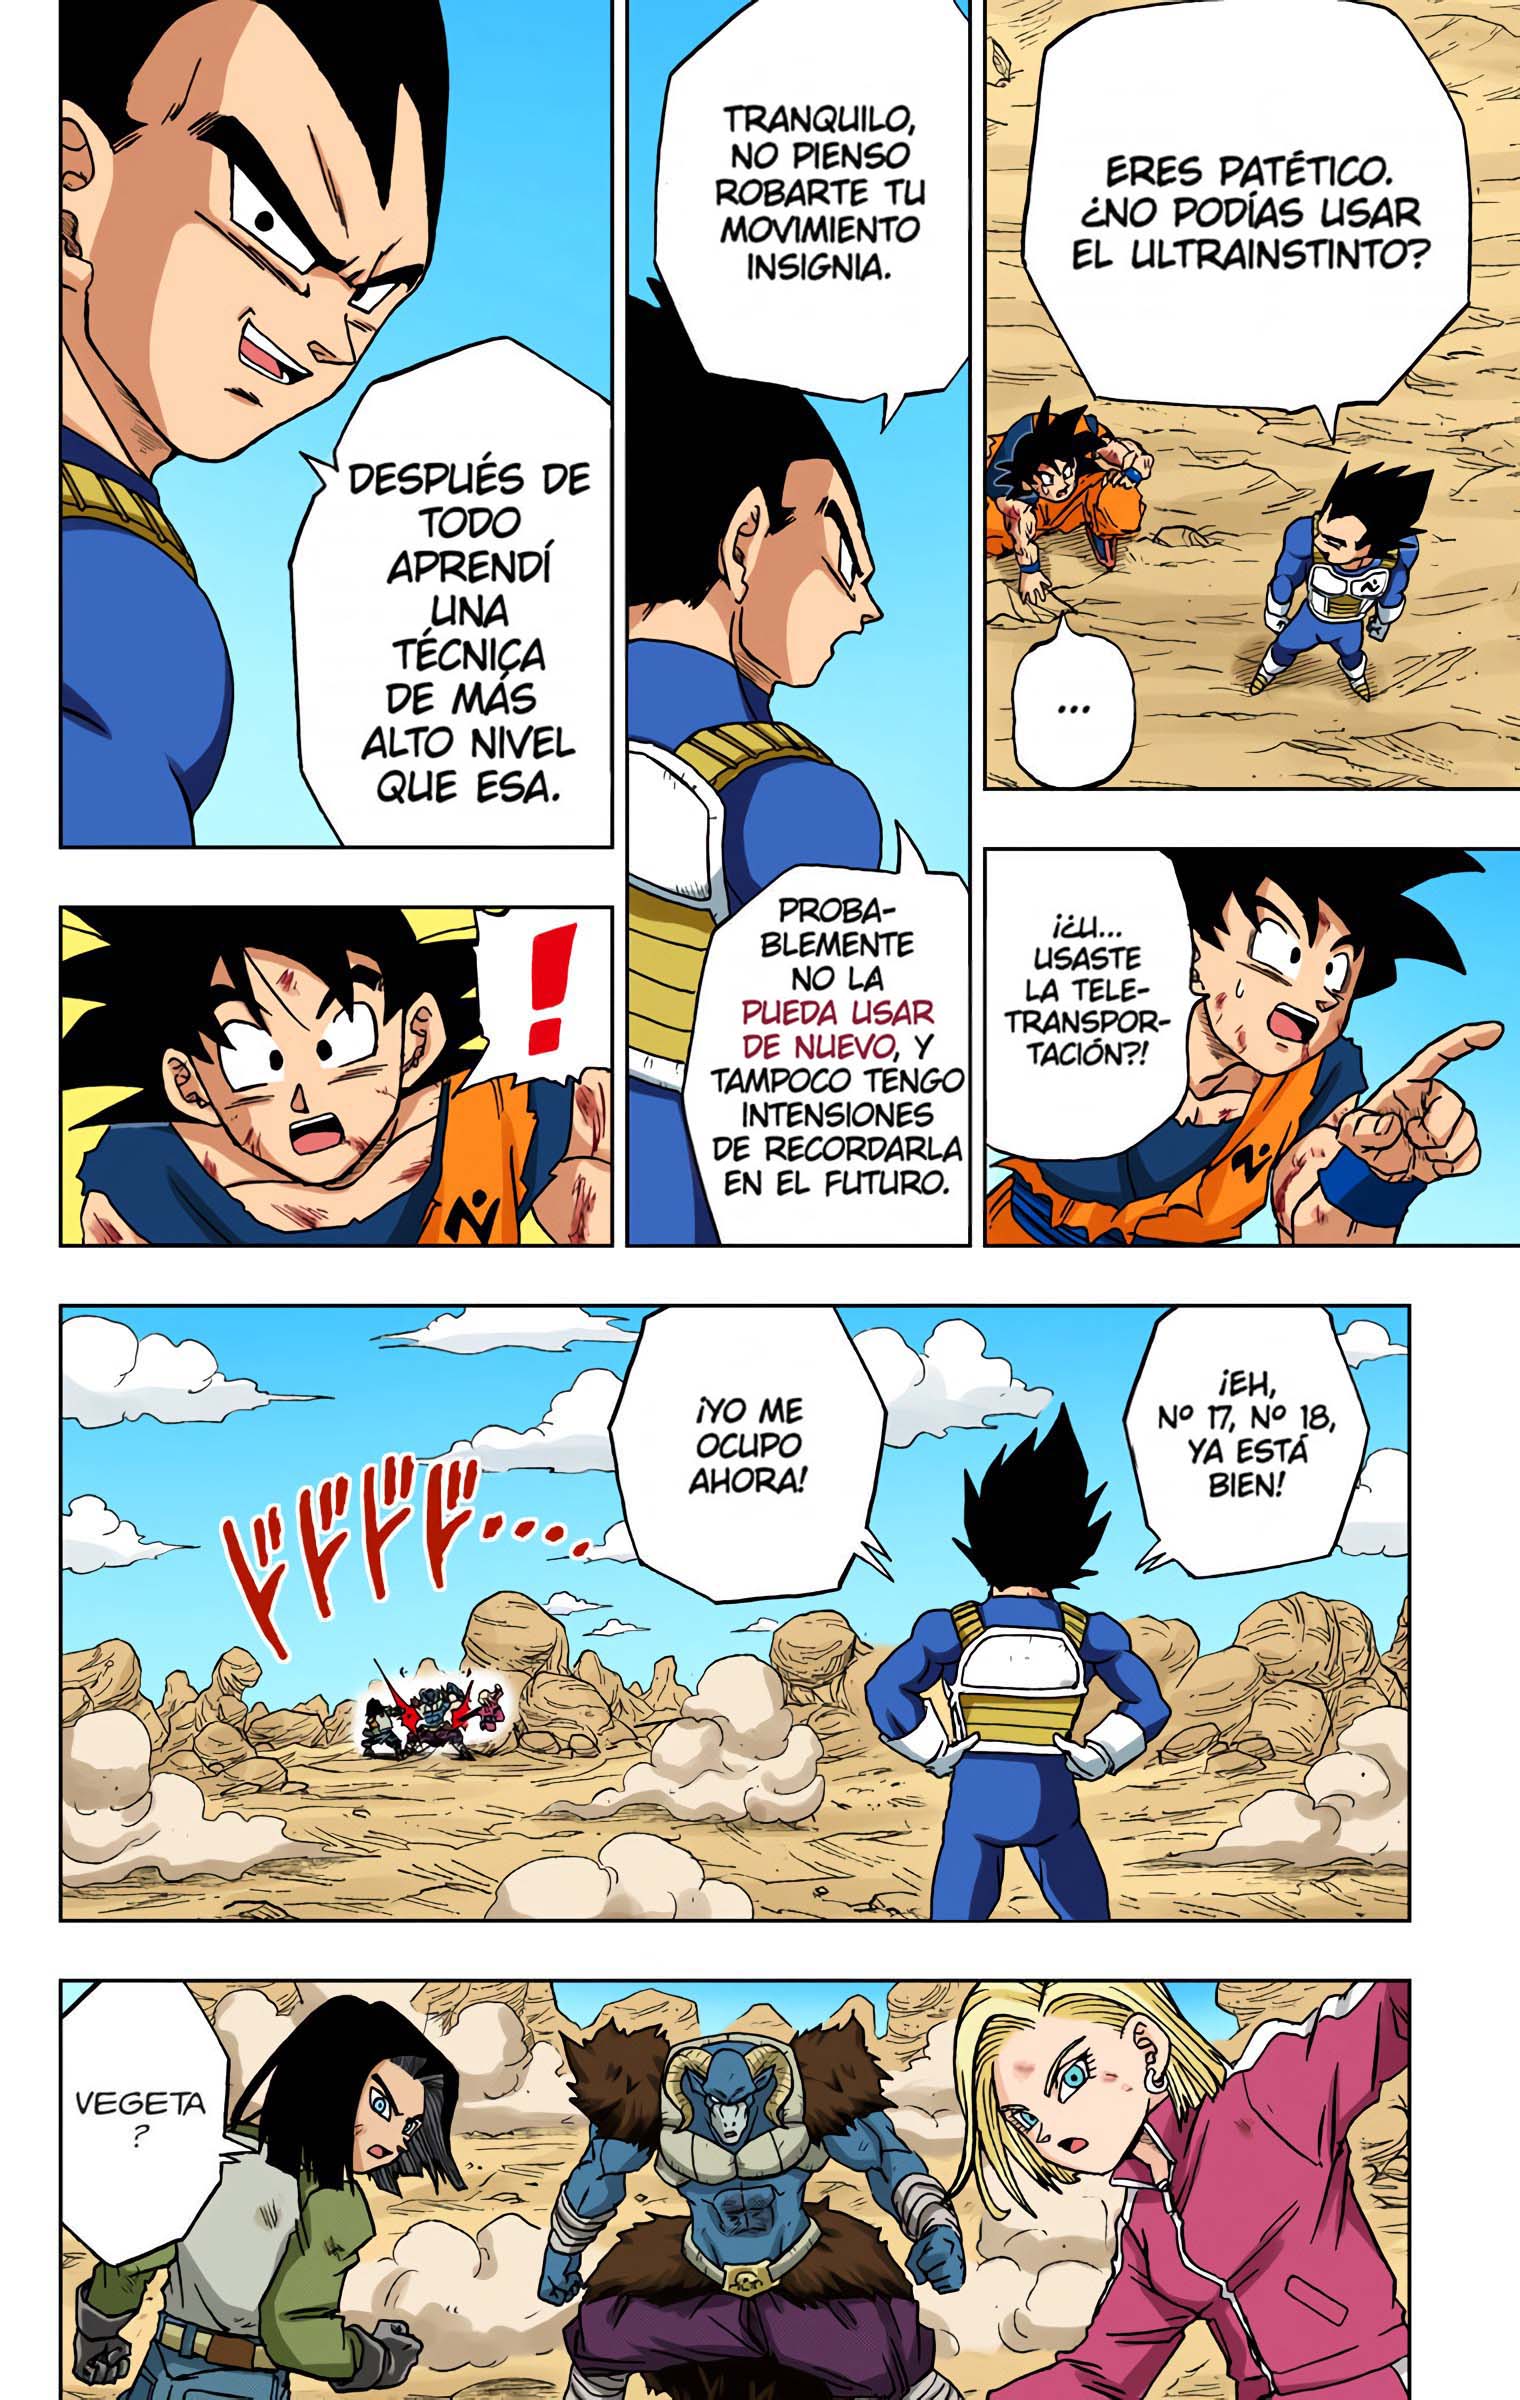 ERES PATÉTICO.
¿NO PODÍAS USAR
EL ULTRAINSTINTO?
...
¡¿U...
USASTE
LA TELE-
TRANSPOR-
TACIÓN?!
TRANQUILO,
NO PIENSO
ROBARTE TU
MOVIMIENTO
INSIGNIA.
PROBA-
BLEMENTE
NO LA
PUEDA USAR
DE NUEVO, Y
TAMPOCO TENGO
INTENSIONES
DE RECORDARLA
EN EL FUTURO.
DESPUÉS DE
TODO
APRENDÍ
UNA
TÉCNICA
DE MÁS
ALTO NIVEL
QUE ESA.
!
¡EH,
Nº 17, Nº 18,
YA ESTÁ
BIEN!
¡YO ME
OCUPO
AHORA!
ドドドド....
VEGETA
?